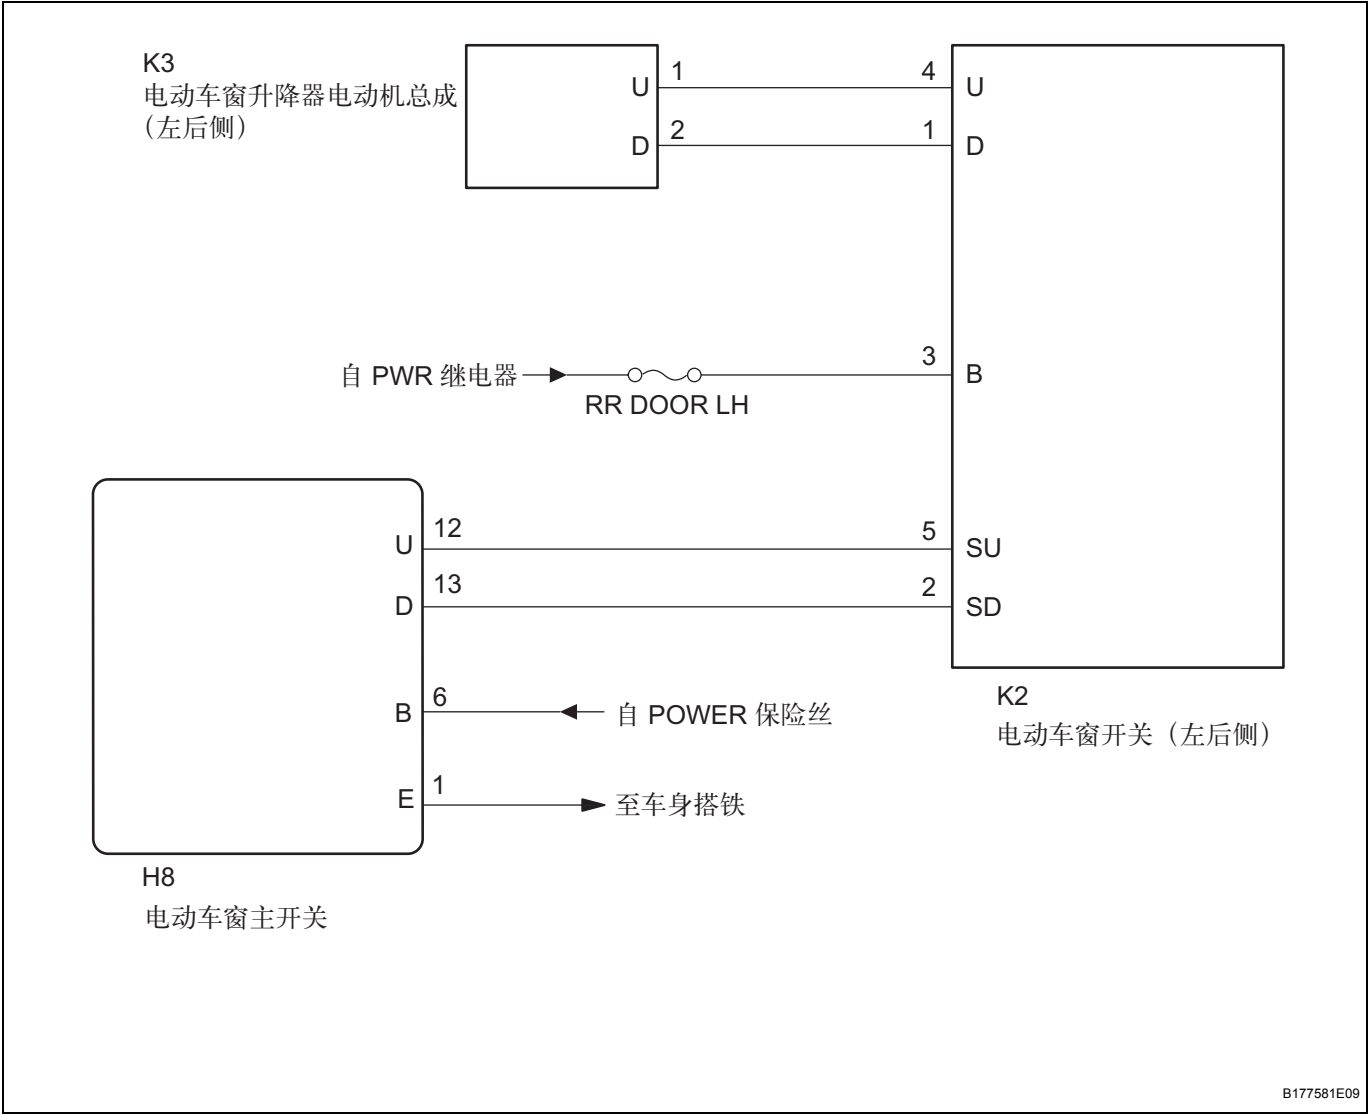 K3
电动车窗升降器电动机总成
（左后侧）
U 1 4 U
D 2 1 D
自 PWR 继电器
RR DOOR LH
3 B
U 12 5 SU
D 13 2 SD
B 6 自 POWER 保险丝
E 1 至车身搭铁
K2
电动车窗开关（左后侧）
H8
电动车窗主开关
B177581E09